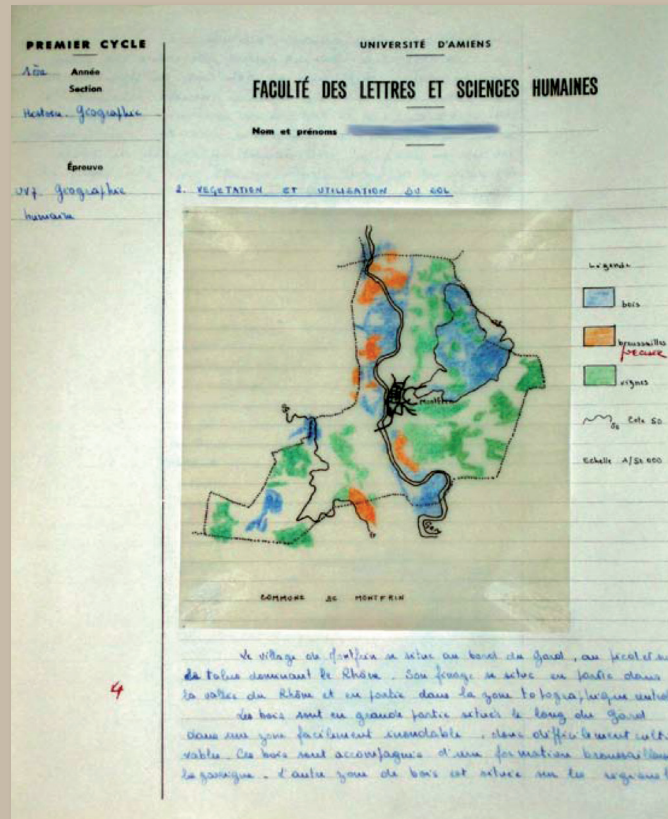 PREMIER CYCLE
UNIVERSITÉ D'AMIENS
1ère Année
Section
FACULTÉ DES LETTRES ET SCIENCES HUMAINES
Histoire Géographie
Nom et prénoms
Épreuve
UV7 Géographie
humaine
2. VEGETATION ET UTILISATION DU SOL
Légende
bois
broussailles
vignes
50 Cote 50
Montfrin
COMMUNE DE MONTFRIN
Le village de Montfrin se situe au bord du Gard, au pied d'un
de talus dominant le Rhône. Son finage se situe en partie dans
4
la vallée du Rhône et en partie dans la zone topographique
Les bois sont en grande partie situés le long du Gard
dans une zone facilement inondable, donc difficilement culti
vable. Ces bois sont accompagnés d'une formation
la garrigue. L'autre zone de bois est située sur les